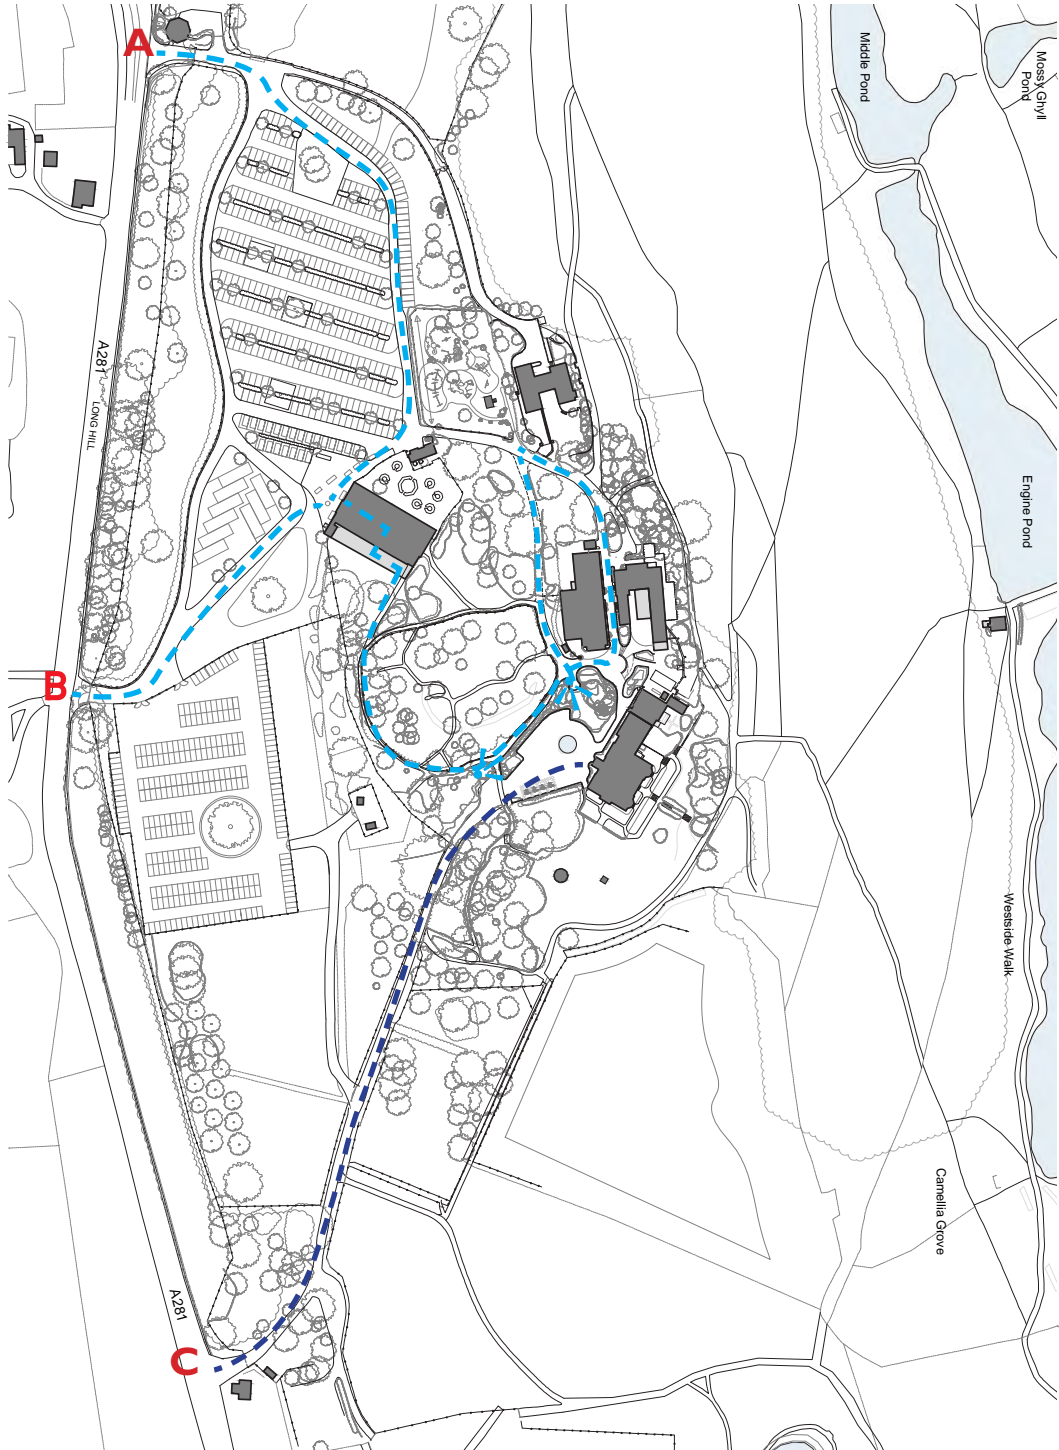 A
Middle Pond
Mossy Ghyll
Pond
A281
LONG HILL
Engine Pond
B
Westside Walk
Camellia Grove
A281
C